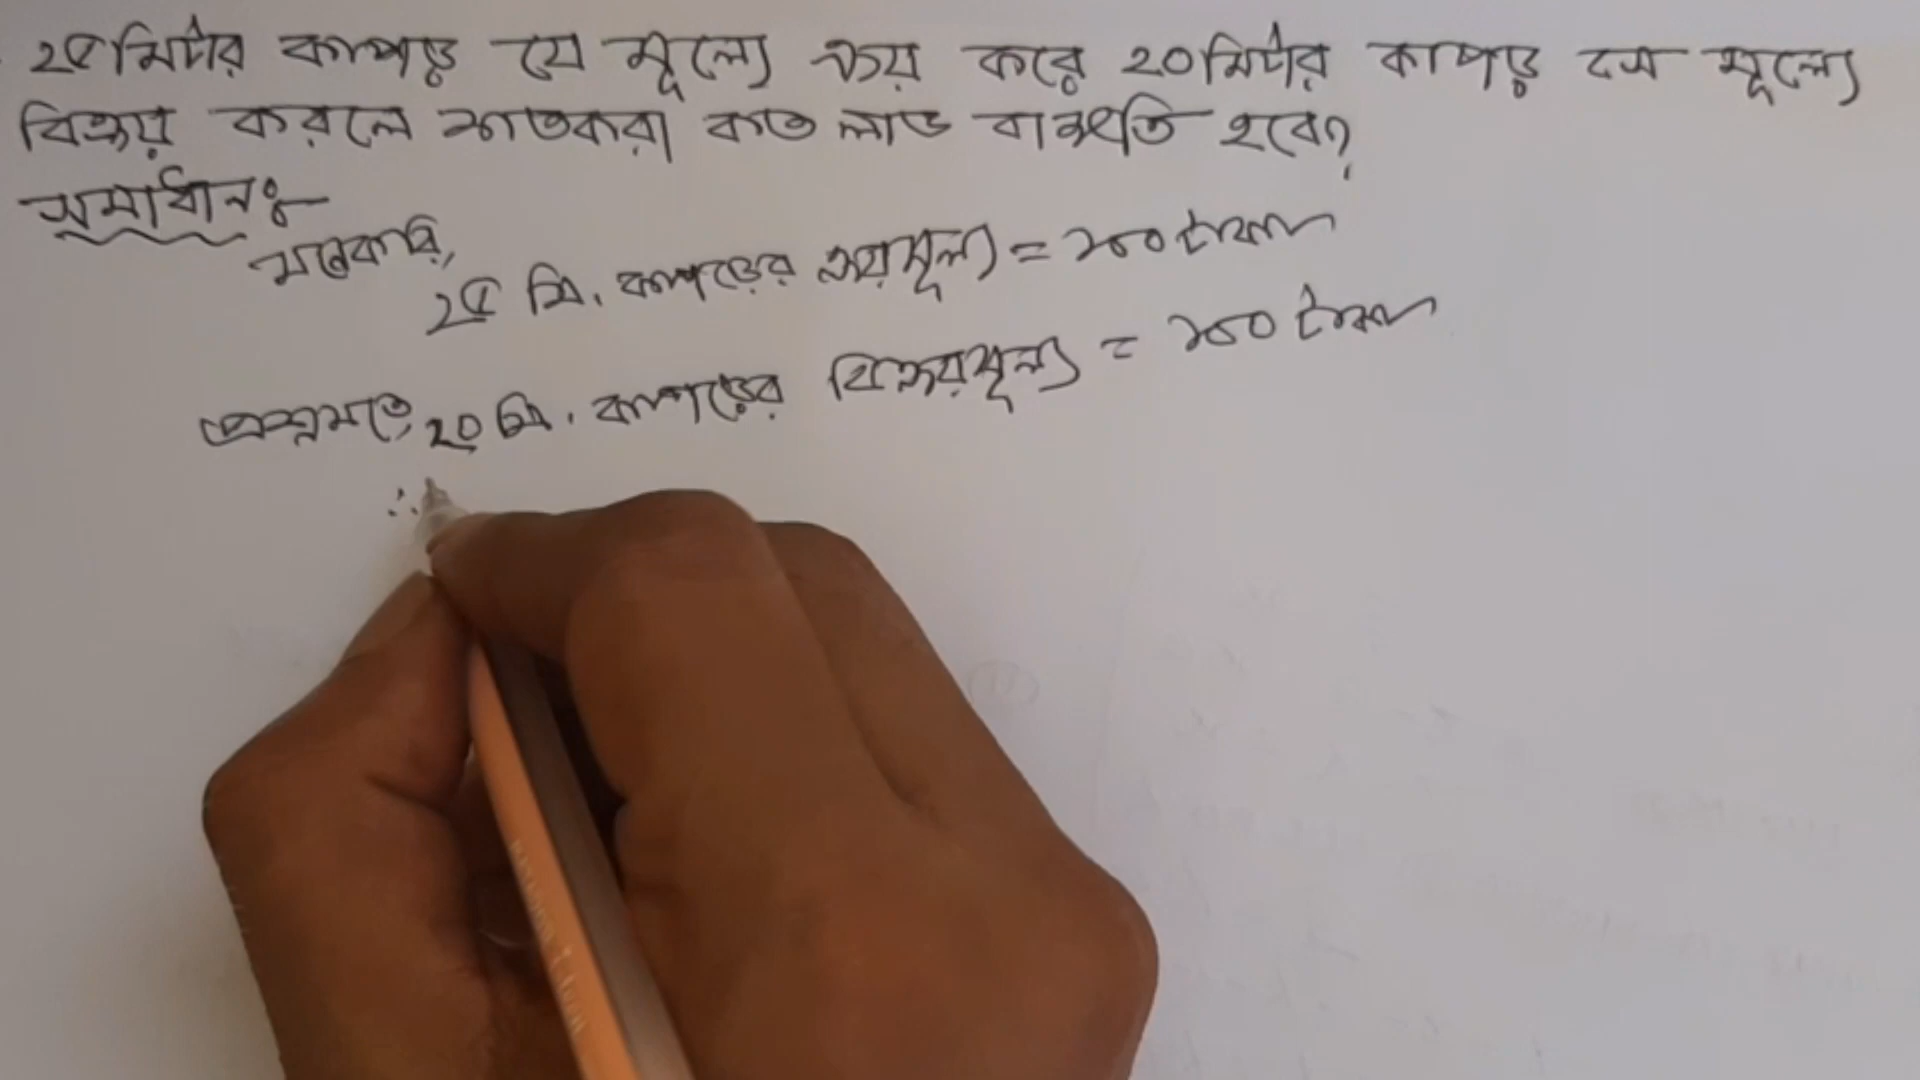 ২৫মিটার কাপড় যে মূল্যে ক্রয় করে ২০মিটার কাপড় সে মূল্যে
বিক্রয় করলে শতকরা কত লাভ বা ক্ষতি হবে?
সমাধানঃ-
মনেকরি,
২৫ মি. কাপড়ের ক্রয়মূল্য = ১০০ টাকা
প্রশ্নমতে, ২০ মি. কাপড়ের বিক্রয়মূল্য = ১০০ টাকা
∴